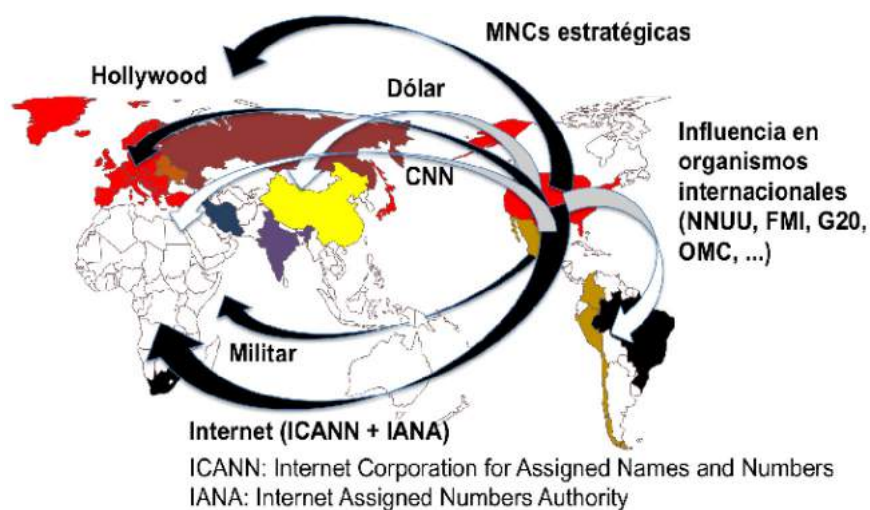 MNCs estratégicas
Hollywood
Dólar
CNN
Influencia en
organismos
internacionales
(NNUU, FMI, G20,
OMC, ...)
Militar
Internet (ICANN + IANA)
ICANN: Internet Corporation for Assigned Names and Numbers
IANA: Internet Assigned Numbers Authority